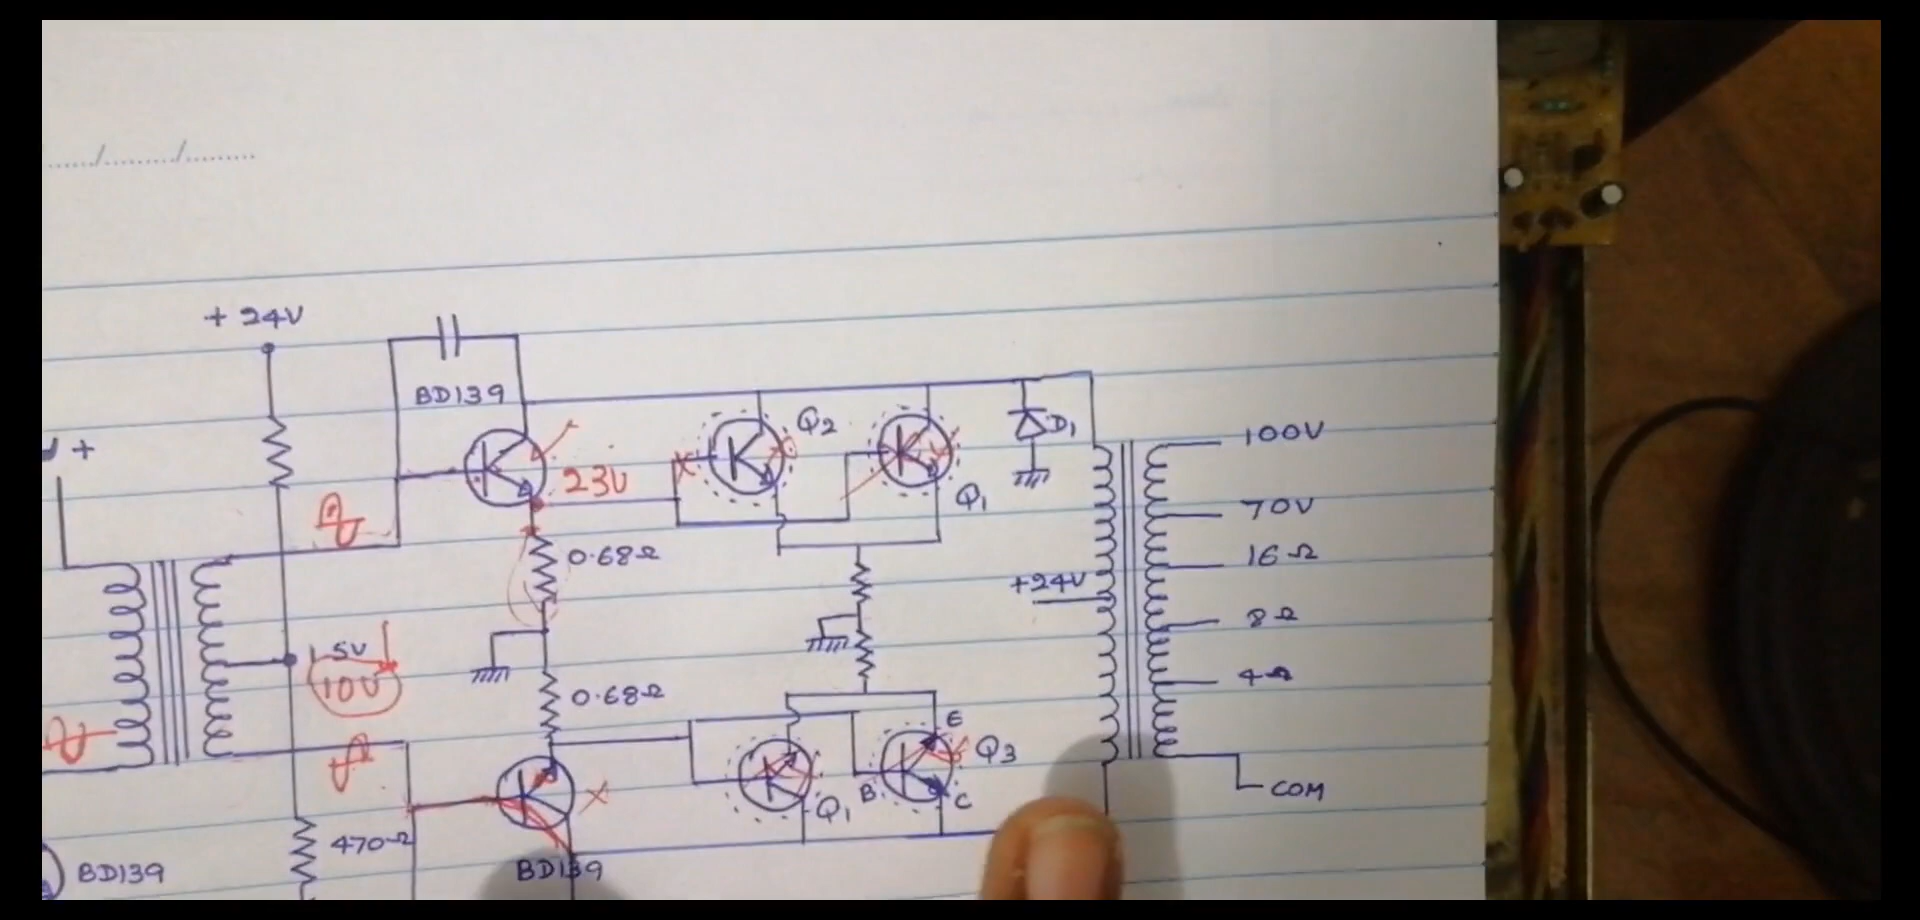 + 24V
BD139
Q2
D1
100V
+
23V
Q1
70V
0.68Ω
16Ω
+24V
8Ω
1.5V
10V
4Ω
0.68Ω
E
Q3
B
C
Q1
COM
470Ω
BD139
BD139